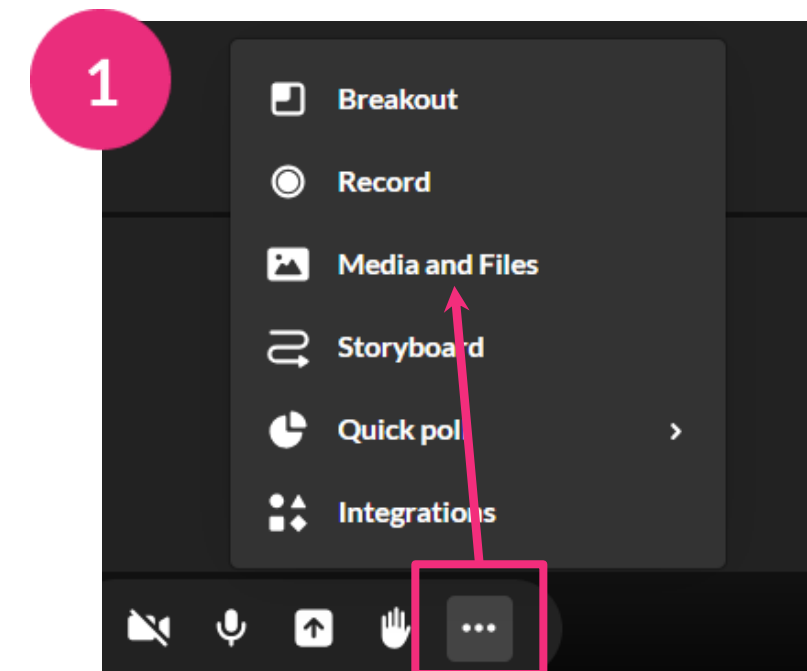 1
Breakout
Record
Media and Files
Storyboard
Quick poll
Integrations